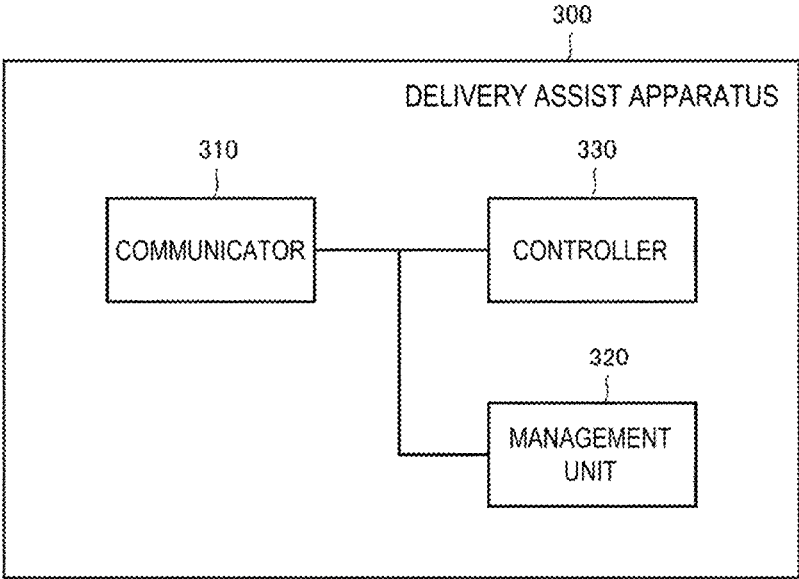 300
DELIVERY ASSIST APPARATUS
310
330
COMMUNICATOR
CONTROLLER
320
MANAGEMENT
UNIT